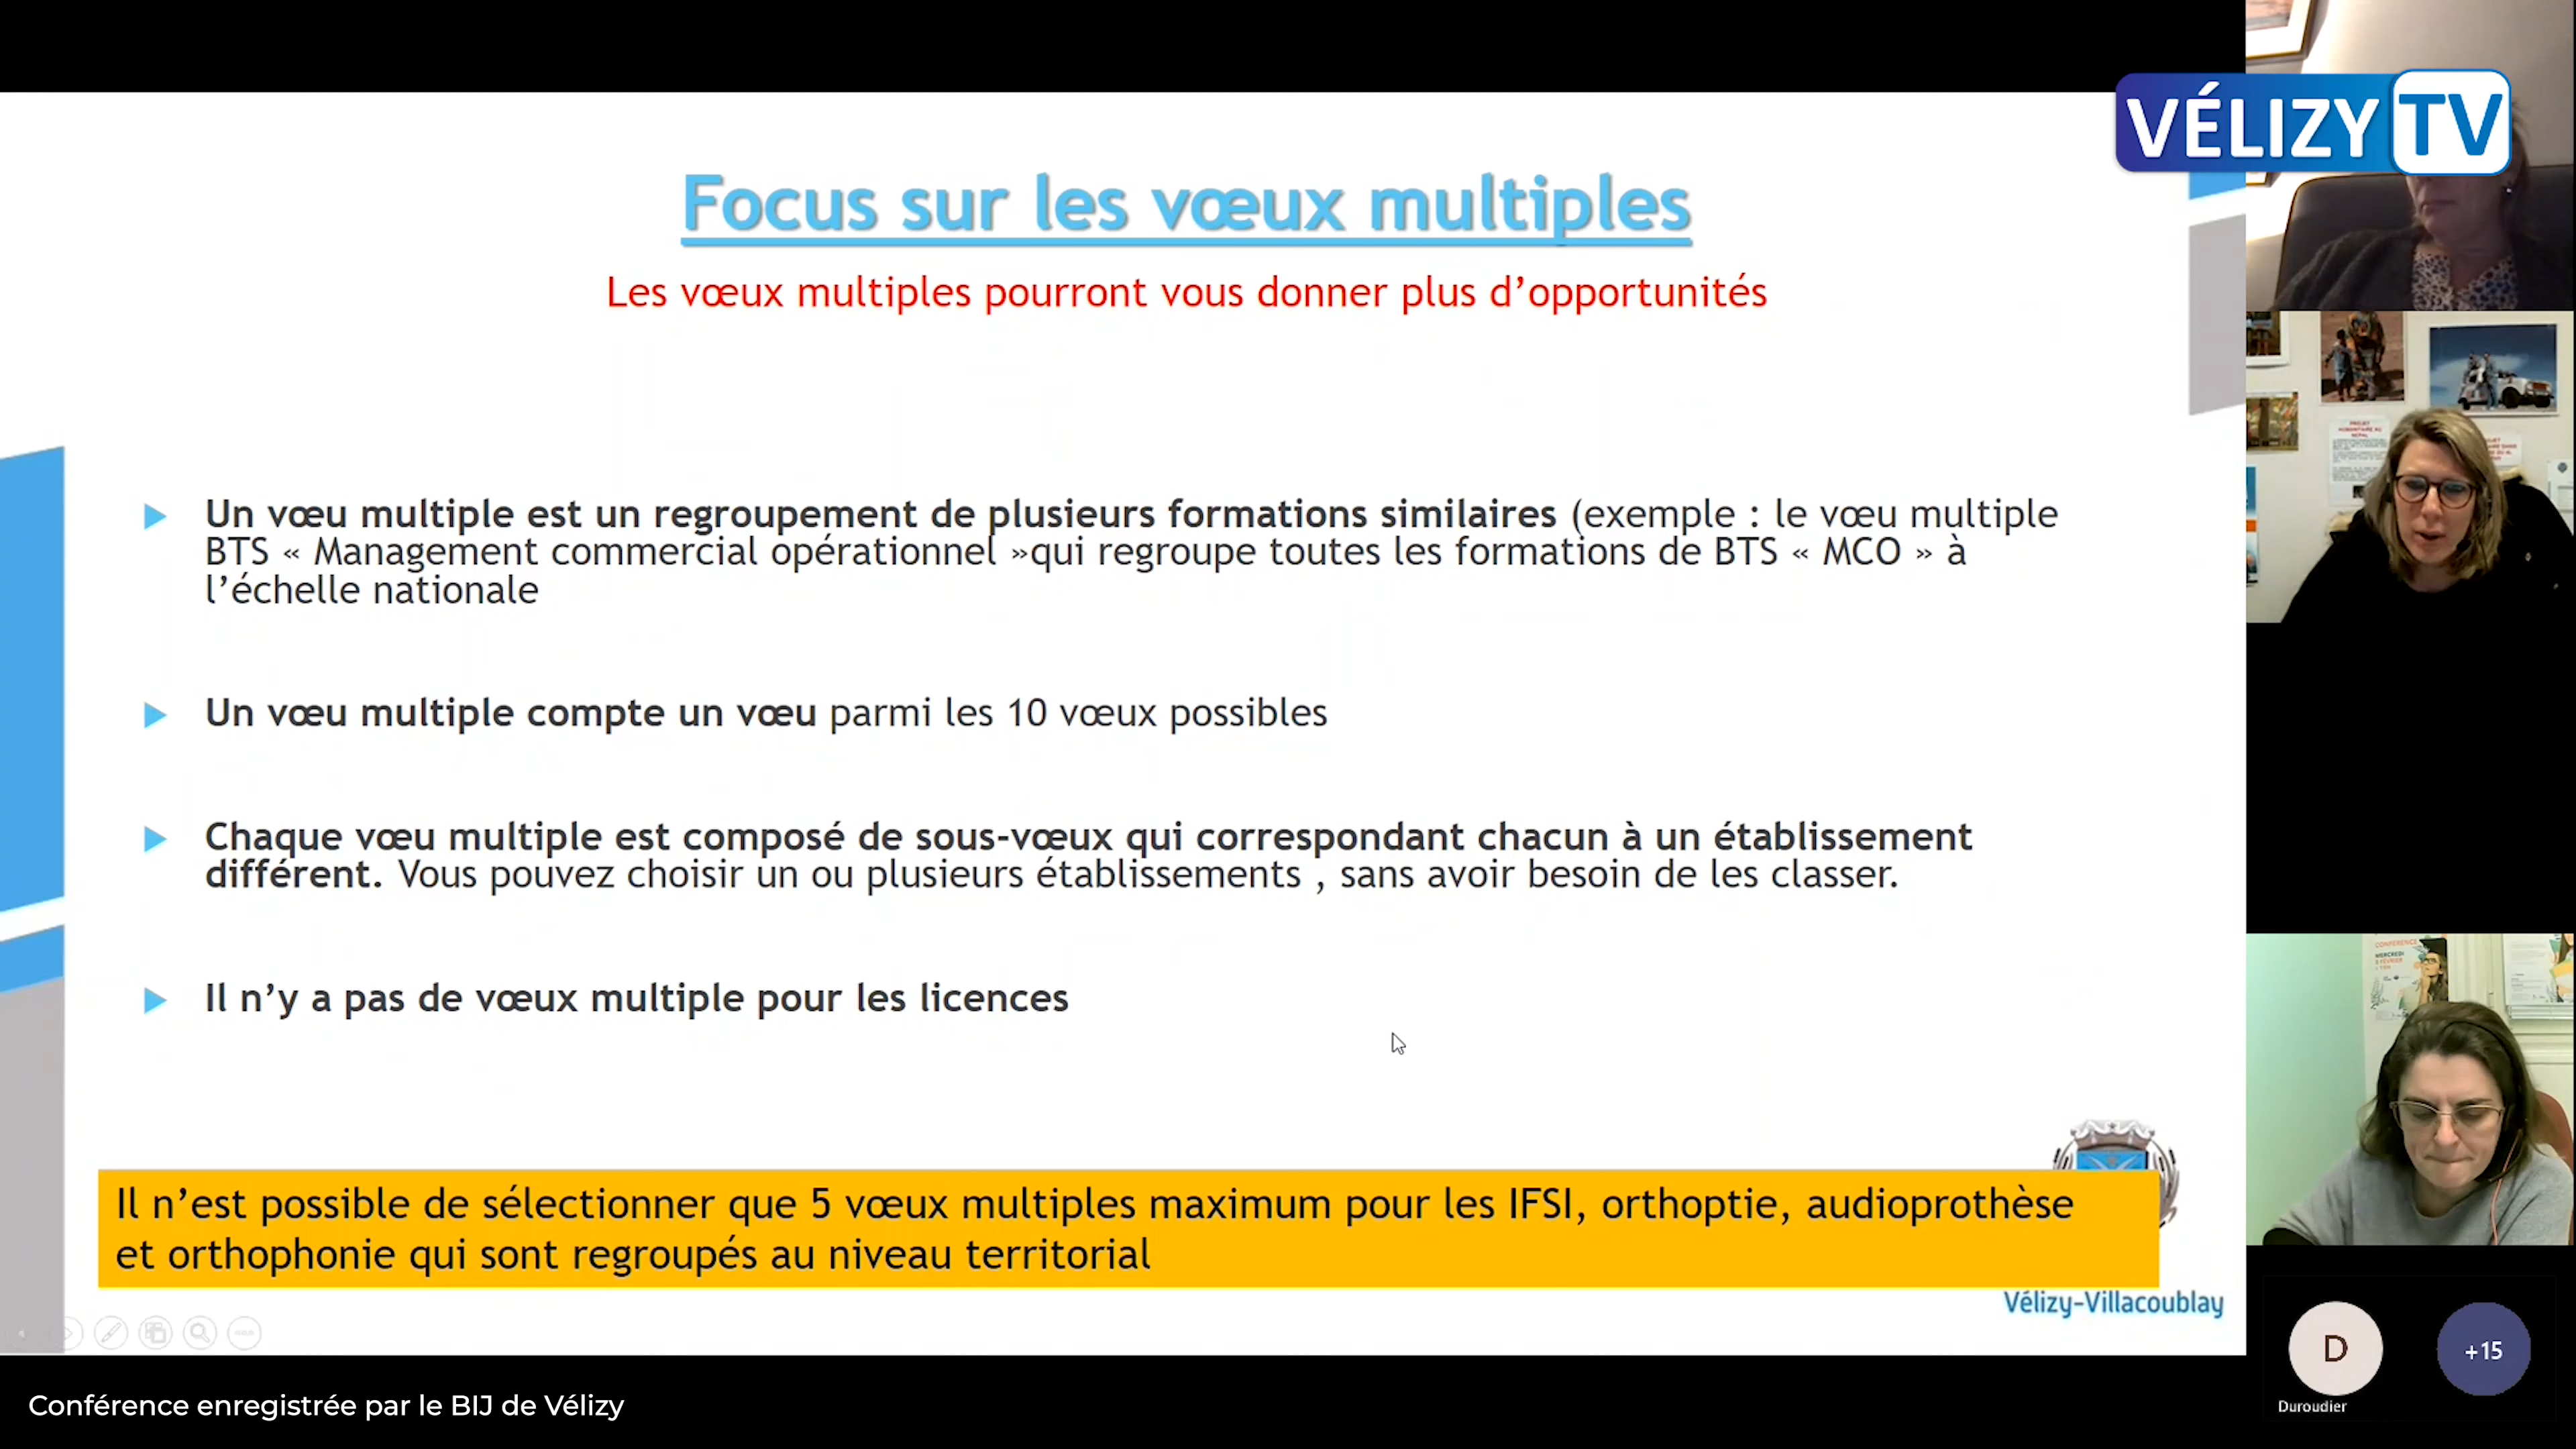 VÉLIZY TV
Focus sur les vœux multiples
Les vœux multiples pourront vous donner plus d’opportunités
Un vœu multiple est un regroupement de plusieurs formations similaires (exemple : le vœu multiple
BTS « Management commercial opérationnel »qui regroupe toutes les formations de BTS « MCO » à
l’échelle nationale
Un vœu multiple compte un vœu parmi les 10 vœux possibles
Chaque vœu multiple est composé de sous-vœux qui correspondant chacun à un établissement
différent. Vous pouvez choisir un ou plusieurs établissements , sans avoir besoin de les classer.
Il n’y a pas de vœux multiple pour les licences
Il n’est possible de sélectionner que 5 vœux multiples maximum pour les IFSI, orthoptie, audioprothèse
et orthophonie qui sont regroupés au niveau territorial
Vélizy-Villacoublay
CONFERENCE
MERCREDI
D
+15
Duroudier
Conférence enregistrée par le BIJ de Vélizy